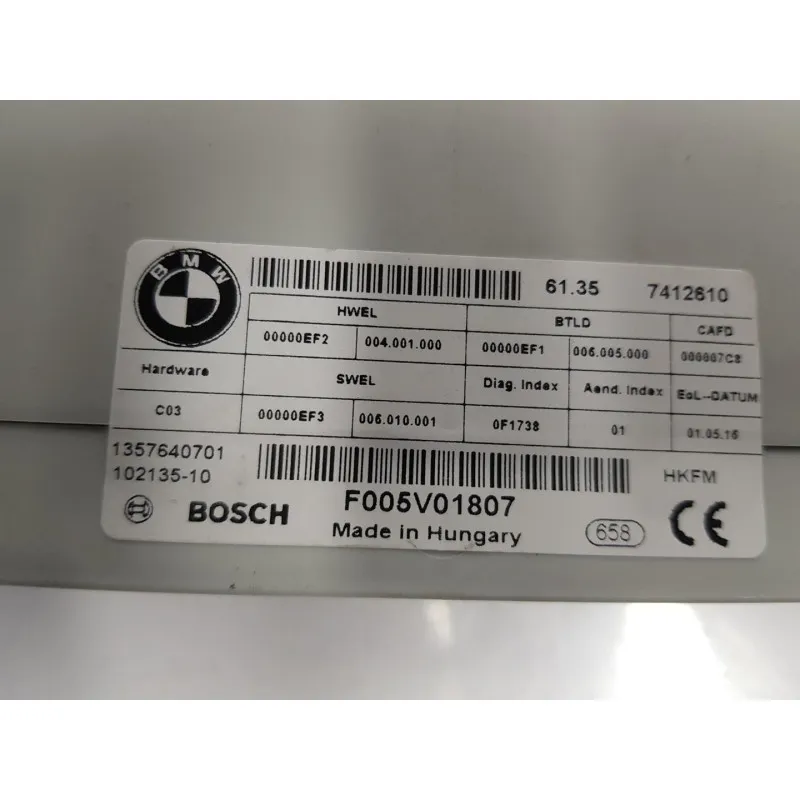 BMW
61.35 7412610
HWEL BTLD CAFD
00000EF2 004.001.000 00000EF1 006.005.000 000007C8
Hardware SWEL Diag. Index Aend. Index EoL-DATUM
C03 00000EF3 006.010.001 0F1738 01 01.05.16
1357640701
102135-10 HKFM
BOSCH F005V01807
Made in Hungary 658 CE